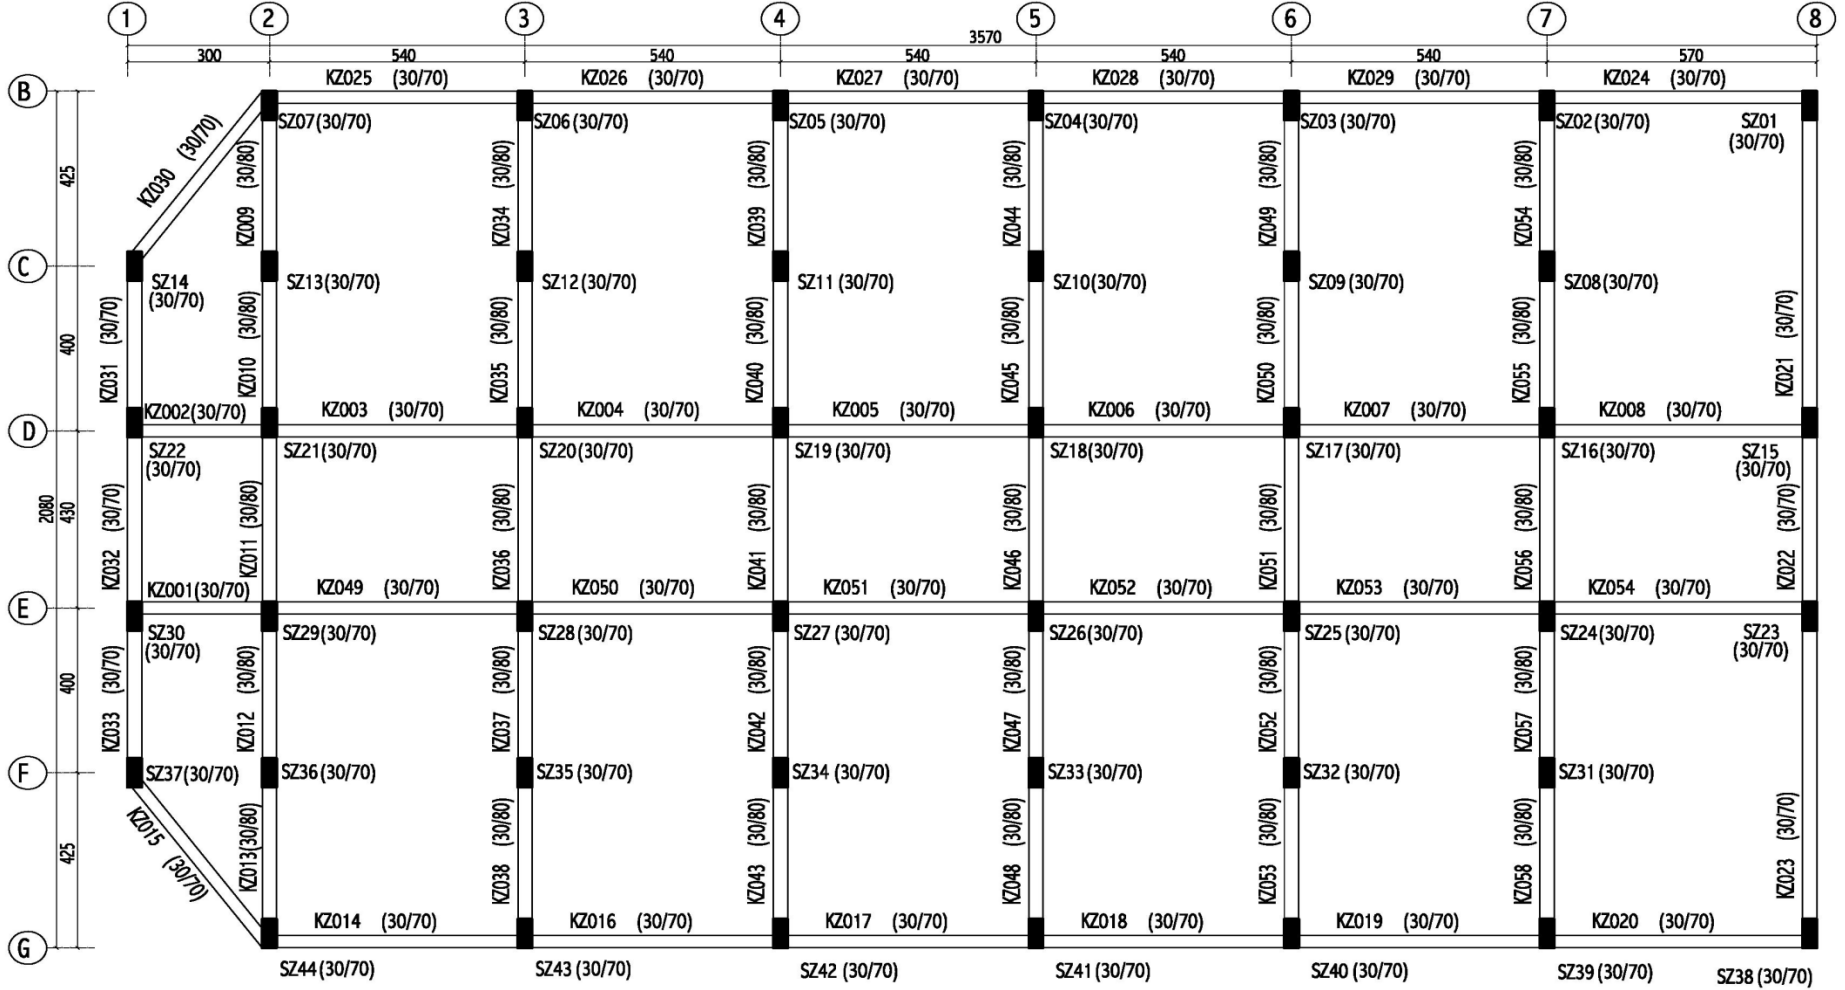 1 2 3 4 5 6 7 8
3570
300 540 540 540 540 540 570
KZ025 (30/70) KZ026 (30/70) KZ027 (30/70) KZ028 (30/70) KZ029 (30/70) KZ024 (30/70)
B
SZ07(30/70) SZ06(30/70) SZ05(30/70) SZ04(30/70) SZ03(30/70) SZ02(30/70) SZ01
(30/70)
425
KZ030 (30/70)
KZ009 (30/80)
KZ034 (30/80)
KZ039 (30/80)
KZ044 (30/80)
KZ049 (30/80)
KZ054 (30/80)
C
SZ14
(30/70)
SZ13(30/70) SZ12(30/70) SZ11(30/70) SZ10(30/70) SZ09(30/70) SZ08(30/70)
400
KZ031 (30/70)
KZ010 (30/80)
KZ035 (30/80)
KZ040 (30/80)
KZ045 (30/80)
KZ050 (30/80)
KZ055 (30/80)
KZ021 (30/70)
KZ002(30/70) KZ003 (30/70) KZ004 (30/70) KZ005 (30/70) KZ006 (30/70) KZ007 (30/70) KZ008 (30/70)
D
SZ22
(30/70)
SZ21(30/70) SZ20(30/70) SZ19(30/70) SZ18(30/70) SZ17(30/70) SZ16(30/70) SZ15
(30/70)
2080
430
KZ032 (30/70)
KZ011 (30/80)
KZ036 (30/80)
KZ041 (30/80)
KZ046 (30/80)
KZ051 (30/80)
KZ056 (30/80)
KZ022 (30/70)
KZ001(30/70) KZ049 (30/70) KZ050 (30/70) KZ051 (30/70) KZ052 (30/70) KZ053 (30/70) KZ054 (30/70)
E
SZ30
(30/70)
SZ29(30/70) SZ28(30/70) SZ27(30/70) SZ26(30/70) SZ25(30/70) SZ24(30/70) SZ23
(30/70)
400
KZ033 (30/70)
KZ012 (30/80)
KZ037 (30/80)
KZ042 (30/80)
KZ047 (30/80)
KZ052 (30/80)
KZ057 (30/80)
F
SZ37(30/70) SZ36(30/70) SZ35(30/70) SZ34(30/70) SZ33(30/70) SZ32(30/70) SZ31(30/70)
425
KZ015 (30/70)
KZ013(30/80)
KZ038 (30/80)
KZ043 (30/80)
KZ048 (30/80)
KZ053 (30/80)
KZ058 (30/80)
KZ023 (30/70)
KZ014 (30/70) KZ016 (30/70) KZ017 (30/70) KZ018 (30/70) KZ019 (30/70) KZ020 (30/70)
G
SZ44(30/70) SZ43(30/70) SZ42(30/70) SZ41(30/70) SZ40(30/70) SZ39(30/70) SZ38(30/70)